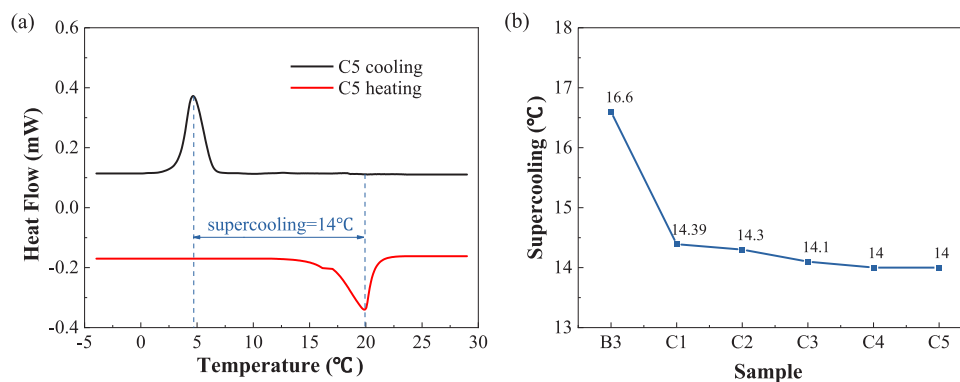 (a)
0.6
0.4
0.2
0.0
-0.2
-0.4
Heat Flow (mW)
C5 cooling
C5 heating
supercooling=14℃
-5
0
5
10
15
20
25
30
Temperature (℃)
(b)
18
17
16
15
14
13
Supercooling (℃)
16.6
14.39
14.3
14.1
14
14
B3
C1
C2
C3
C4
C5
Sample